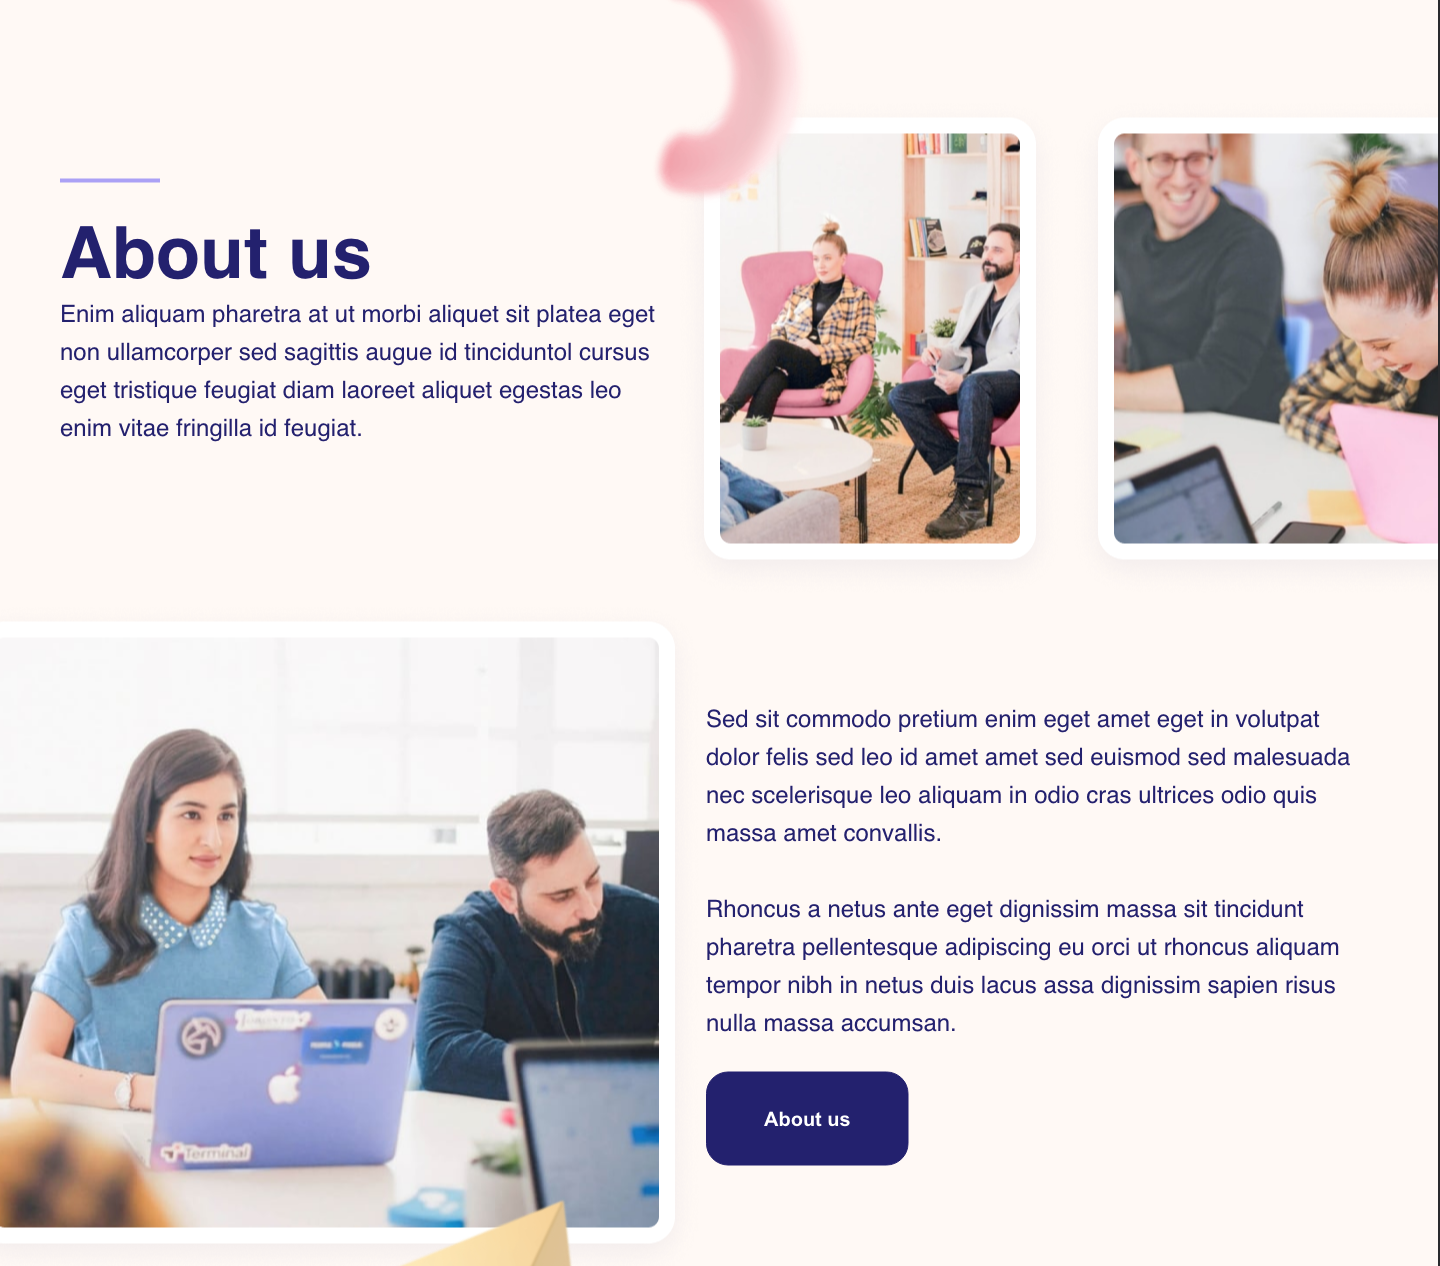 About us
Enim aliquam pharetra at ut morbi aliquet sit platea eget
non ullamcorper sed sagittis augue id tinciduntol cursus
eget tristique feugiat diam laoreet aliquet egestas leo
enim vitae fringilla id feugiat.
Sed sit commodo pretium enim eget amet eget in volutpat
dolor felis sed leo id amet amet sed euismod sed malesuada
nec scelerisque leo aliquam in odio cras ultrices odio quis
massa amet convallis.
Rhoncus a netus ante eget dignissim massa sit tincidunt
pharetra pellentesque adipiscing eu orci ut rhoncus aliquam
tempor nibh in netus duis lacus assa dignissim sapien risus
nulla massa accumsan.
Terminal
About us